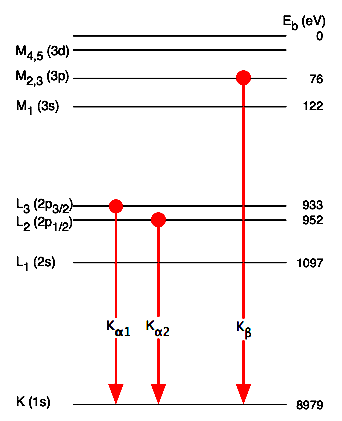 E_b (eV)
0
M_4,5 (3d)
M_2,3 (3p) 76
M_1 (3s) 122
L_3 (2p_3/2) 933
L_2 (2p_1/2) 952
L_1 (2s) 1097
K_α1 K_α2 K_β
K (1s) 8979